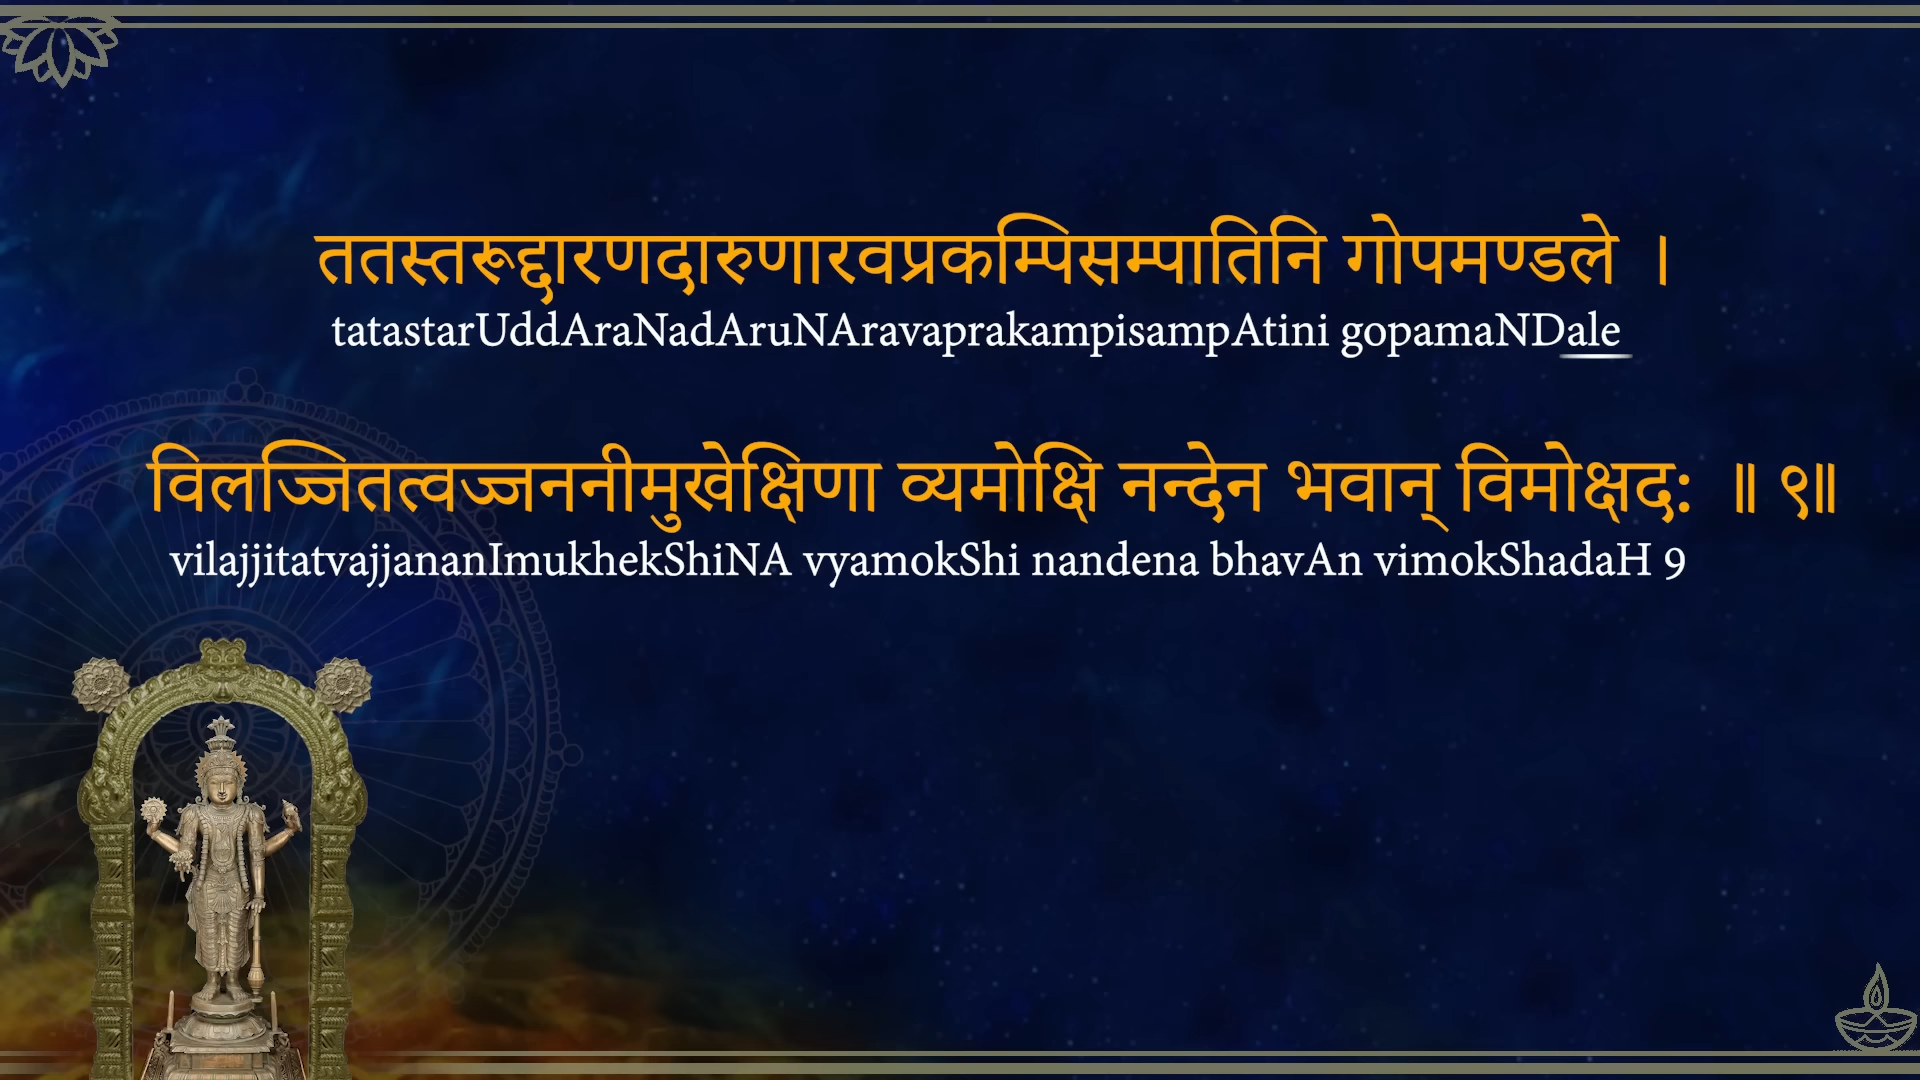 ततस्तरूद्दारणदारुणारवप्रकम्पिसम्पातिनि गोपमण्डले ।
tatastarUddAraNadAruNAravaprakampisampAtini gopamaNDale
विलज्जितत्वज्जननीमुखेक्षिणा व्यमोक्षि नन्देन भवान् विमोक्षद: ॥ ९॥
vilajjitatvajjananImukhekShiNA vyamokShi nandena bhavAn vimokShadaH 9